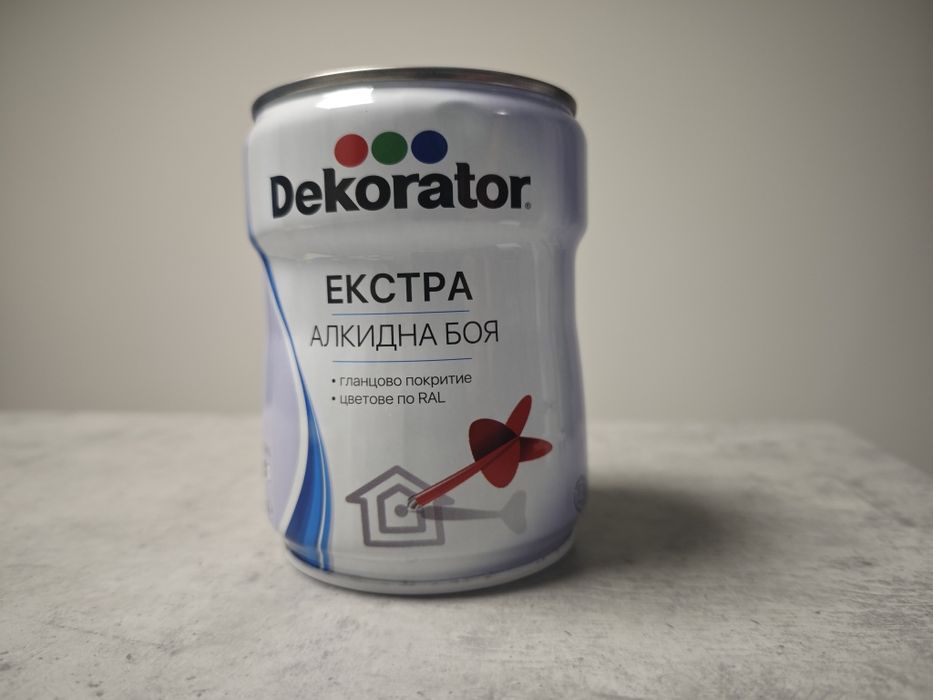 Dekorator®
ЕКСТРА
АЛКИДНА БОЯ
• гланцово покритие
• цветове по RAL